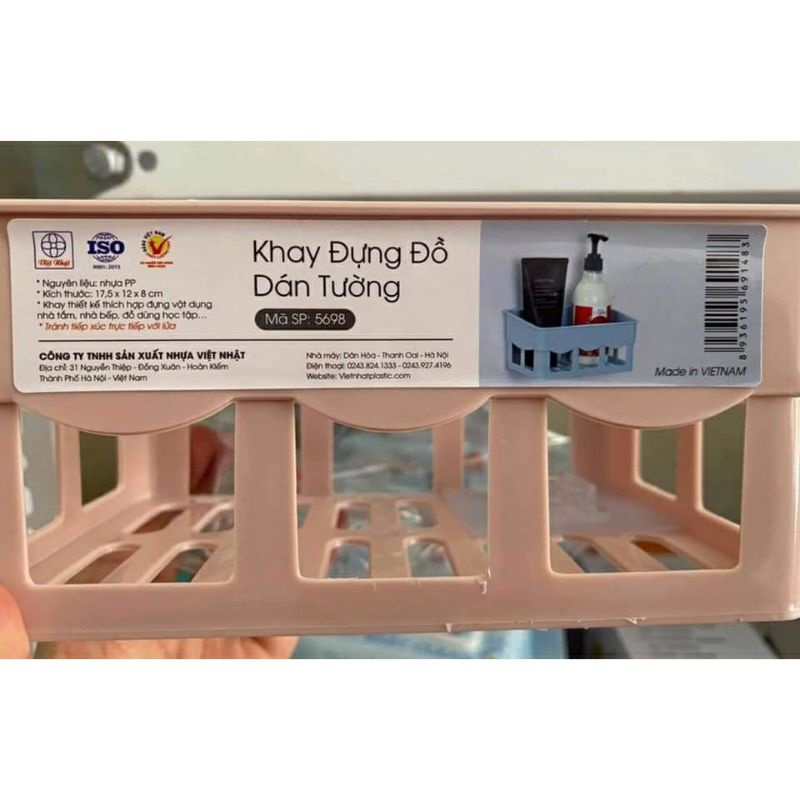 Việt Nhật
ISO
9001:2015
Khay Đựng Đồ
Dán Tường
Mã SP: 5698
* Nguyên liệu: nhựa PP
* Kích thước: 17,5 x 12 x 8 cm
* Khay thiết kế thích hợp đựng vật dụng
nhà tắm, nhà bếp, đồ dùng học tập...
* Tránh tiếp xúc trực tiếp với lửa
CÔNG TY TNHH SẢN XUẤT NHỰA VIỆT NHẬT
Địa chỉ: 31 Nguyễn Thiệp - Đồng Xuân - Hoàn Kiếm
Thành Phố Hà Nội - Việt Nam
Nhà máy: Dân Hòa - Thanh Oai - Hà Nội
Điện thoại: 0243.824.1333 - 0243.927.4196
Website: Vietnhatplastic.com
8936195691483
Made in VIETNAM